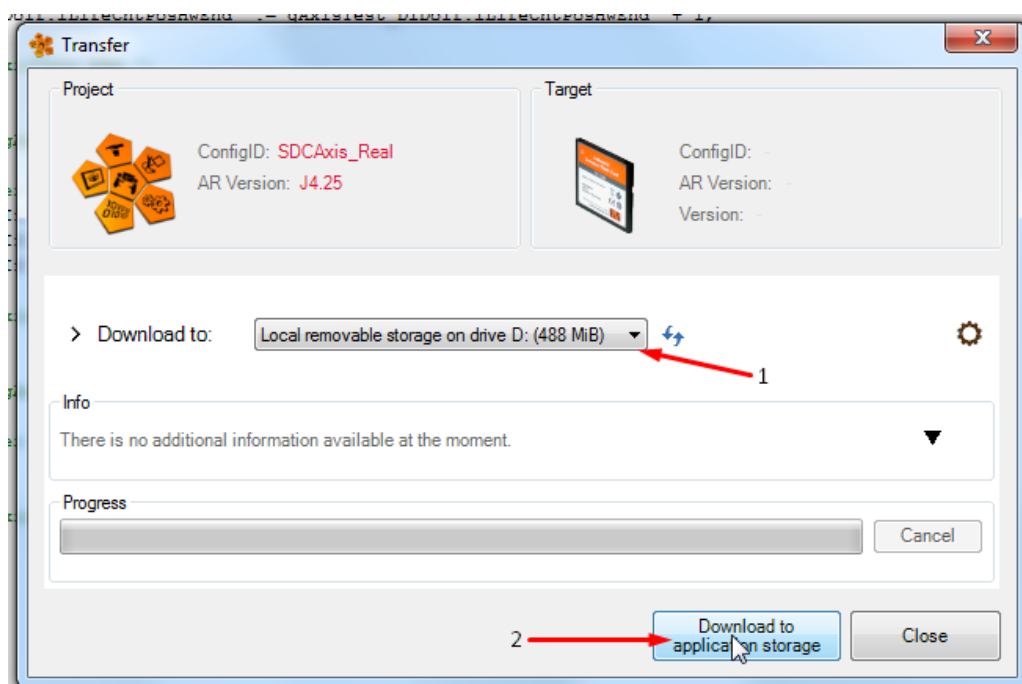 Transfer
Project
ConfigID: SDCAxis_Real
AR Version: J4.25
Target
ConfigID: -
AR Version: -
Version: -
> Download to: Local removable storage on drive D: (488 MiB)
1
Info
There is no additional information available at the moment.
Progress
Cancel
2
Download to
application storage
Close